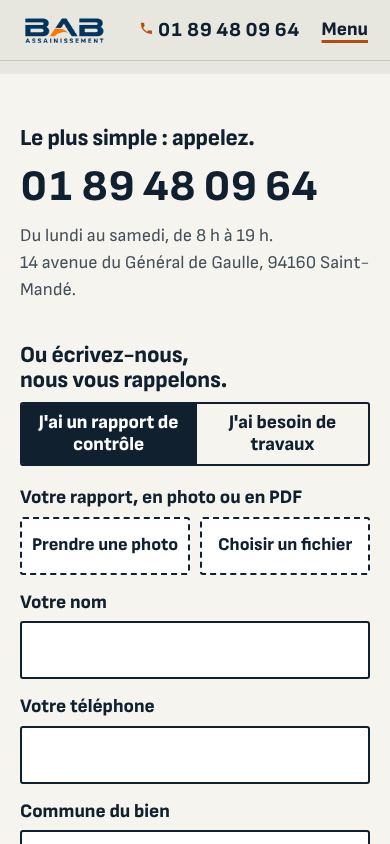 BAB
ASSAINISSEMENT
01 89 48 09 64
Menu
Le plus simple : appelez.
01 89 48 09 64
Du lundi au samedi, de 8 h à 19 h.
14 avenue du Général de Gaulle, 94160 Saint-
Mandé.
Ou écrivez-nous,
nous vous rappelons.
J'ai un rapport de
contrôle
J'ai besoin de
travaux
Votre rapport, en photo ou en PDF
Prendre une photo
Choisir un fichier
Votre nom
Votre téléphone
Commune du bien